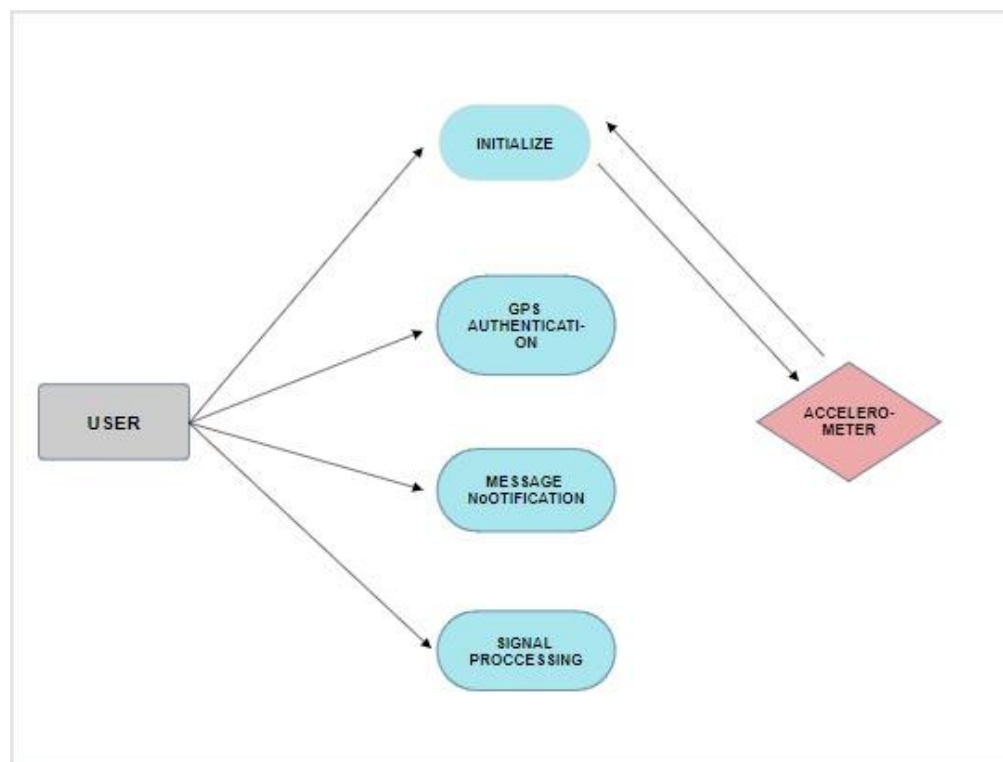 INITIALIZE
GPS
AUTHENTICATI-
ON
USER
ACCELERO-
METER
MESSAGE
NoOTIFICATION
SIGNAL
PROCCESSING